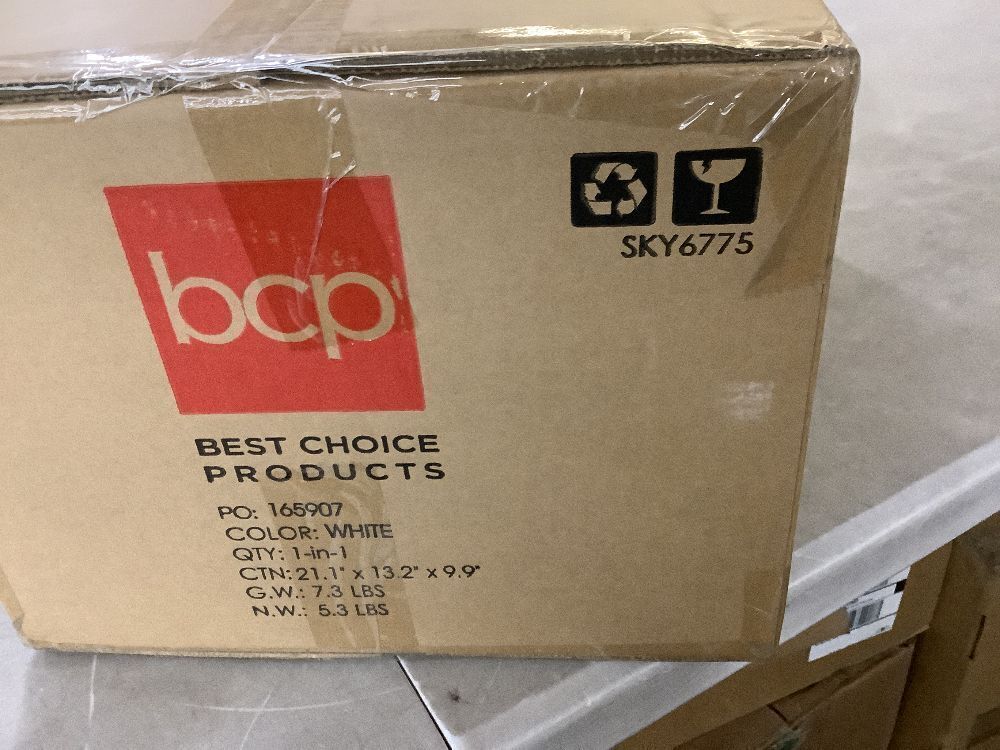 bcp
SKY6775
BEST CHOICE
PRODUCTS
PO: 165907
COLOR: WHITE
QTY: 1-in-1
CTN: 21.1" x 13.2" x 9.9"
G.W.: 7.3 LBS
N.W.: 5.3 LBS